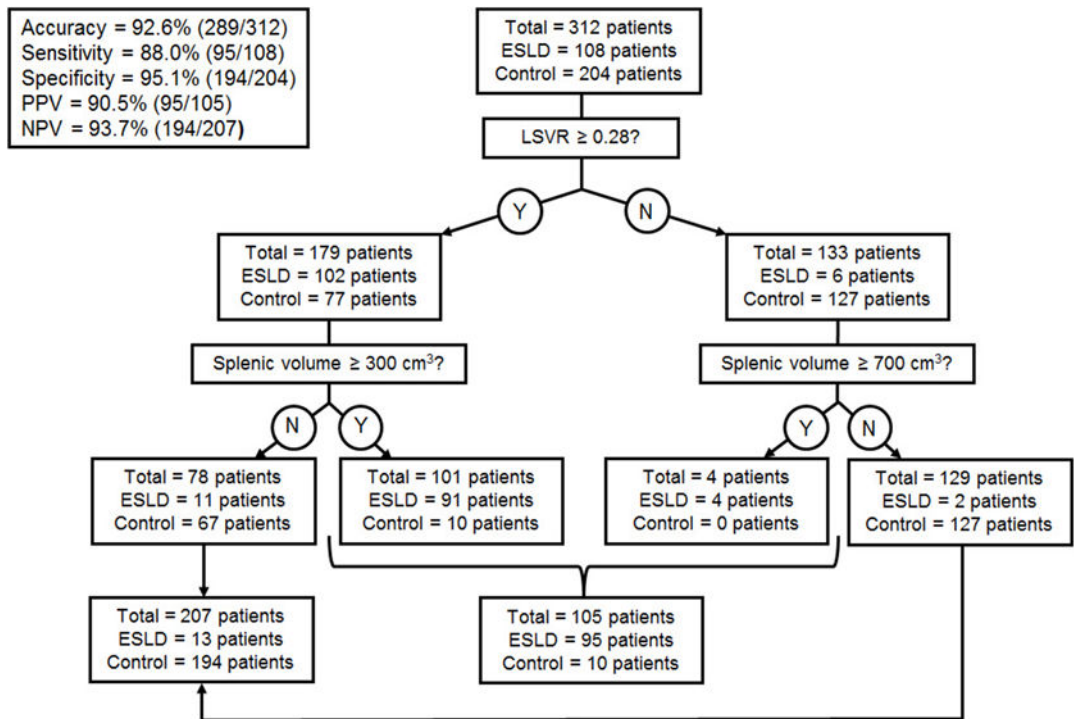 Accuracy = 92.6% (289/312)
Sensitivity = 88.0% (95/108)
Specificity = 95.1% (194/204)
PPV = 90.5% (95/105)
NPV = 93.7% (194/207)
Total = 312 patients
ESLD = 108 patients
Control = 204 patients
LSVR ≥ 0.28?
Y
N
Total = 179 patients
ESLD = 102 patients
Control = 77 patients
Total = 133 patients
ESLD = 6 patients
Control = 127 patients
Splenic volume ≥ 300 cm³?
Splenic volume ≥ 700 cm³?
N
Y
Y
N
Total = 78 patients
ESLD = 11 patients
Control = 67 patients
Total = 101 patients
ESLD = 91 patients
Control = 10 patients
Total = 4 patients
ESLD = 4 patients
Control = 0 patients
Total = 129 patients
ESLD = 2 patients
Control = 127 patients
Total = 207 patients
ESLD = 13 patients
Control = 194 patients
Total = 105 patients
ESLD = 95 patients
Control = 10 patients